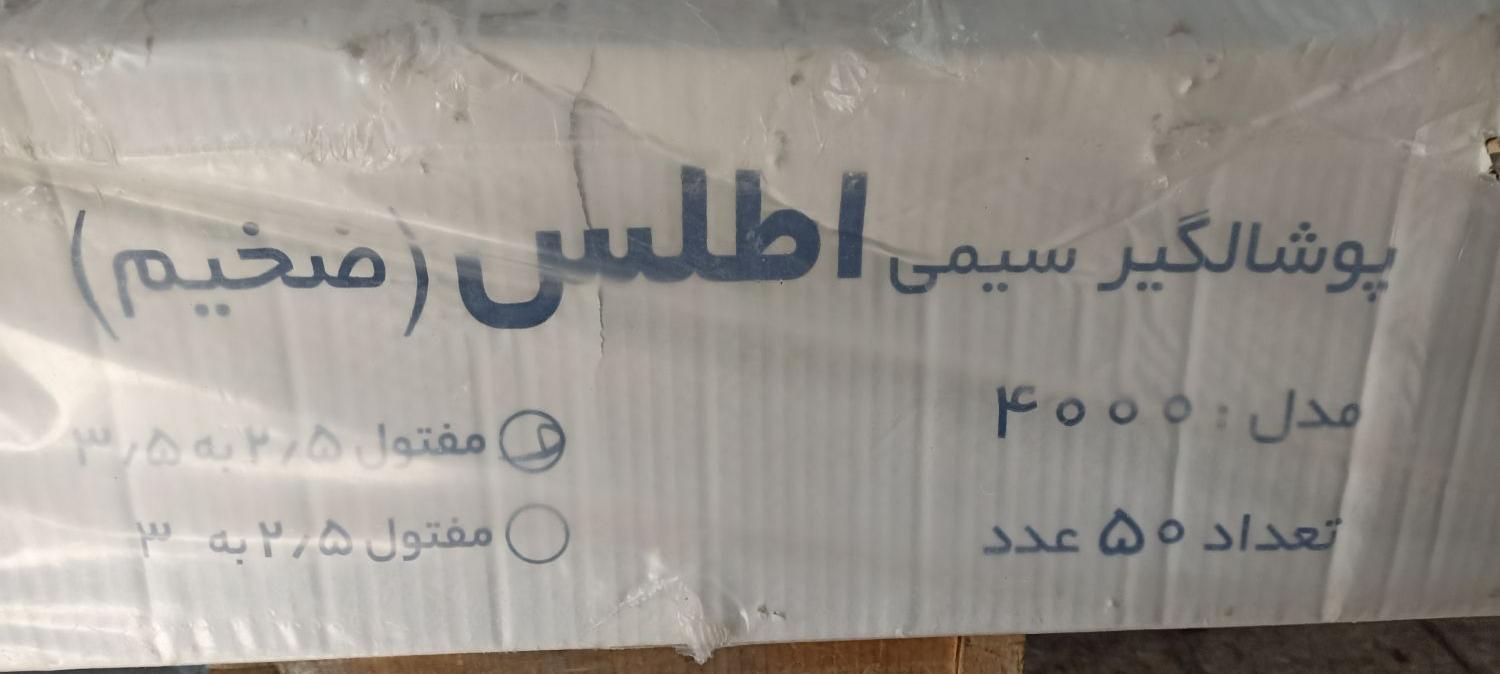 پوشالگیر سیمی اطلس (ضخیم)
مدل : ۴۰۰۰
تعداد ۵۰ عدد
مفتول ۲/۵ به ۳/۵
مفتول ۲/۵ به ۳